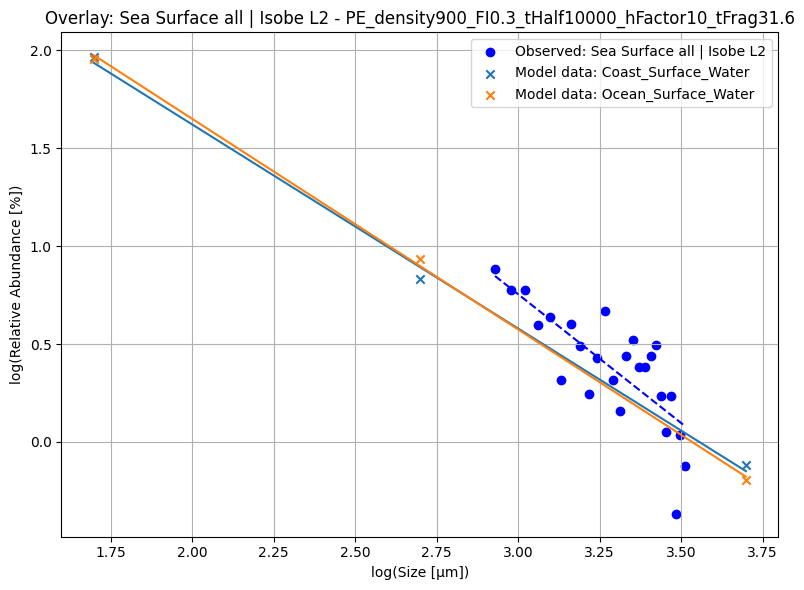 Overlay: Sea Surface all | Isobe L2 - PE_density900_FI0.3_tHalf10000_hFactor10_tFrag31.6
Observed: Sea Surface all | Isobe L2
Model data: Coast_Surface_Water
Model data: Ocean_Surface_Water
log(Relative Abundance [%])
2.0
1.5
1.0
0.5
0.0
1.75 2.00 2.25 2.50 2.75 3.00 3.25 3.50 3.75
log(Size [μm])